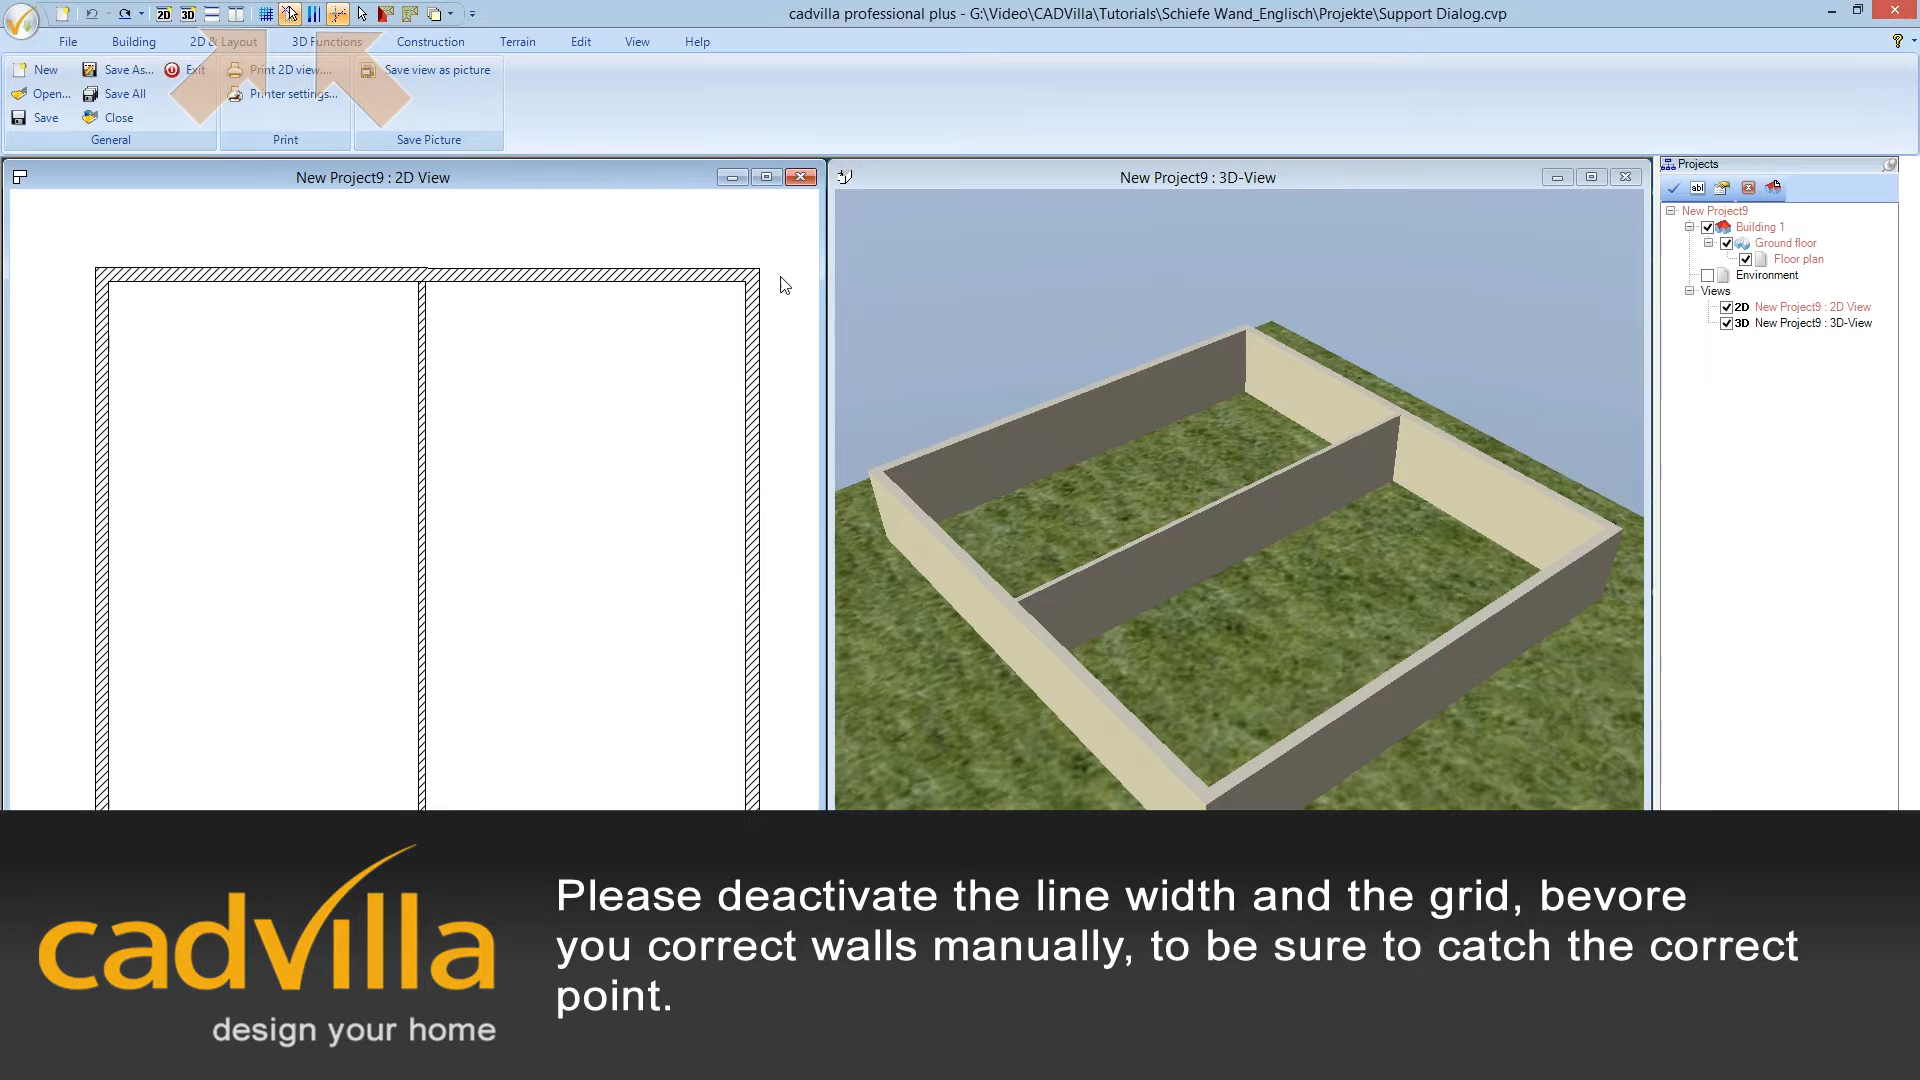 cadvilla professional plus - G:\Video\CADVilla\Tutorials\Schiefe Wand_Englisch\Projekte\Support Dialog.cvp
2D 3D
File Building 2D & Layout 3D Functions Construction Terrain Edit View Help
New Save As... Exit Print 2D view.... Save view as picture
Open... Save All Printer settings...
Save Close
General Print Save Picture
New Project9 : 2D View
New Project9 : 3D-View
Projects
abl
New Project9
Building 1
Ground floor
Floor plan
Environment
Views
2D New Project9 : 2D View
3D New Project9 : 3D-View
cadvilla
design your home
Please deactivate the line width and the grid, bevore
you correct walls manually, to be sure to catch the correct
point.